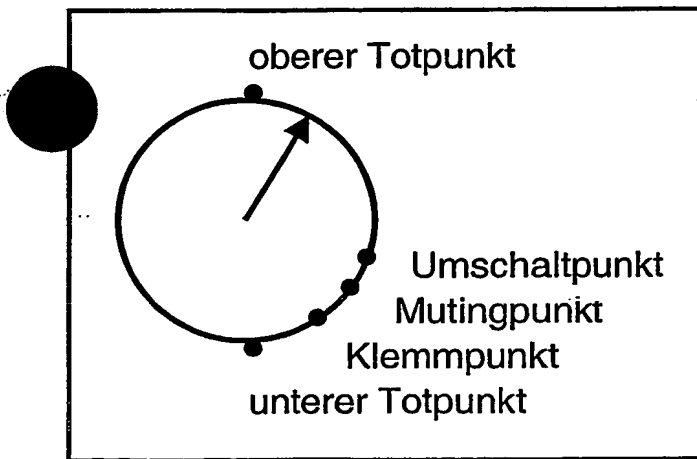 oberer Totpunkt
Umschaltpunkt
Mutingpunkt
Klemmpunkt
unterer Totpunkt